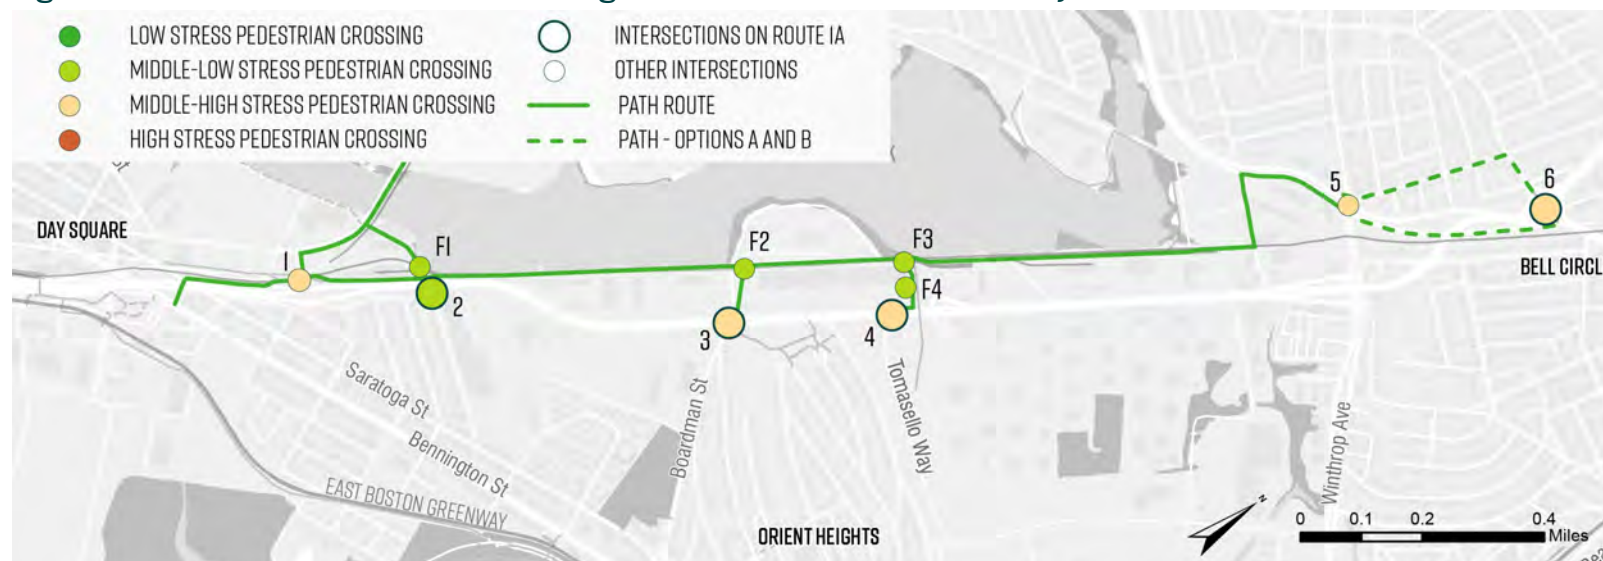 LOW STRESS PEDESTRIAN CROSSING
MIDDLE-LOW STRESS PEDESTRIAN CROSSING
MIDDLE-HIGH STRESS PEDESTRIAN CROSSING
HIGH STRESS PEDESTRIAN CROSSING
INTERSECTIONS ON ROUTE 1A
OTHER INTERSECTIONS
PATH ROUTE
PATH - OPTIONS A AND B
DAY SQUARE
1
F1
2
F2
3
F3
F4
4
5
6
BELL CIRCL
Saratoga St
Bennington St
EAST BOSTON GREENWAY
Boardman St
Tomasello Way
Winthrop Ave
ORIENT HEIGHTS
N
0 0.1 0.2 0.4
Miles